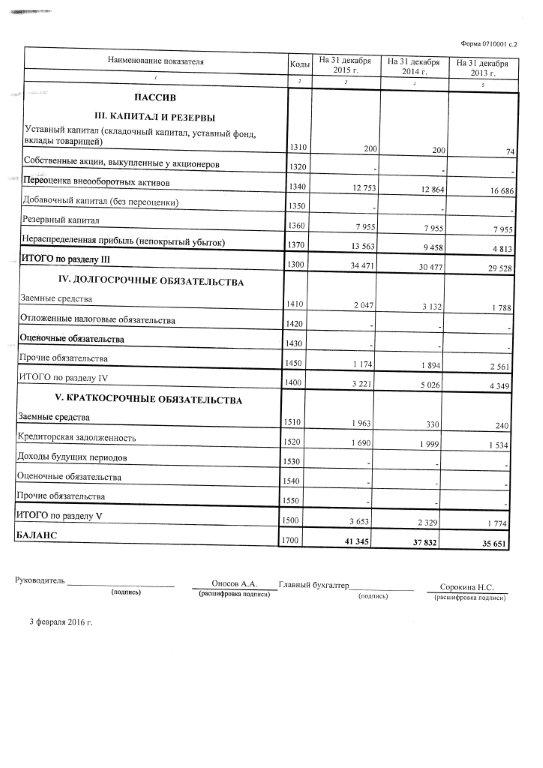 Форма 0710001 с.2
Наименование показателя Коды На 31 декабря 2015 г. На 31 декабря 2014 г. На 31 декабря 2013 г.
ПАССИВ
III. КАПИТАЛ И РЕЗЕРВЫ
Уставный капитал (складочный капитал, уставный фонд,
вклады товарищей) 1310 200 200 74
Собственные акции, выкупленные у акционеров 1320 - - -
Переоценка внеоборотных активов 1340 12 753 12 864 16 686
Добавочный капитал (без переоценки) 1350 - - -
Резервный капитал 1360 7 955 7 955 7 955
Нераспределенная прибыль (непокрытый убыток) 1370 13 563 9 458 4 813
ИТОГО по разделу III 1300 34 471 30 477 29 528
IV. ДОЛГОСРОЧНЫЕ ОБЯЗАТЕЛЬСТВА
Заемные средства 1410 2 047 3 132 1 788
Отложенные налоговые обязательства 1420 - - -
Оценочные обязательства 1430 - - -
Прочие обязательства 1450 1 174 1 894 2 561
ИТОГО по разделу IV 1400 3 221 5 026 4 349
V. КРАТКОСРОЧНЫЕ ОБЯЗАТЕЛЬСТВА
Заемные средства 1510 1 963 330 240
Кредиторская задолженность 1520 1 690 1 999 1 534
Доходы будущих периодов 1530 - - -
Оценочные обязательства 1540 - - -
Прочие обязательства 1550 - - -
ИТОГО по разделу V 1500 3 653 2 329 1 774
БАЛАНС 1700 41 345 37 832 35 651
Руководитель Оносов А.А. Главный бухгалтер Сорокина Н.С.
(подпись) (расшифровка подписи) (подпись) (расшифровка подписи)
3 февраля 2016 г.